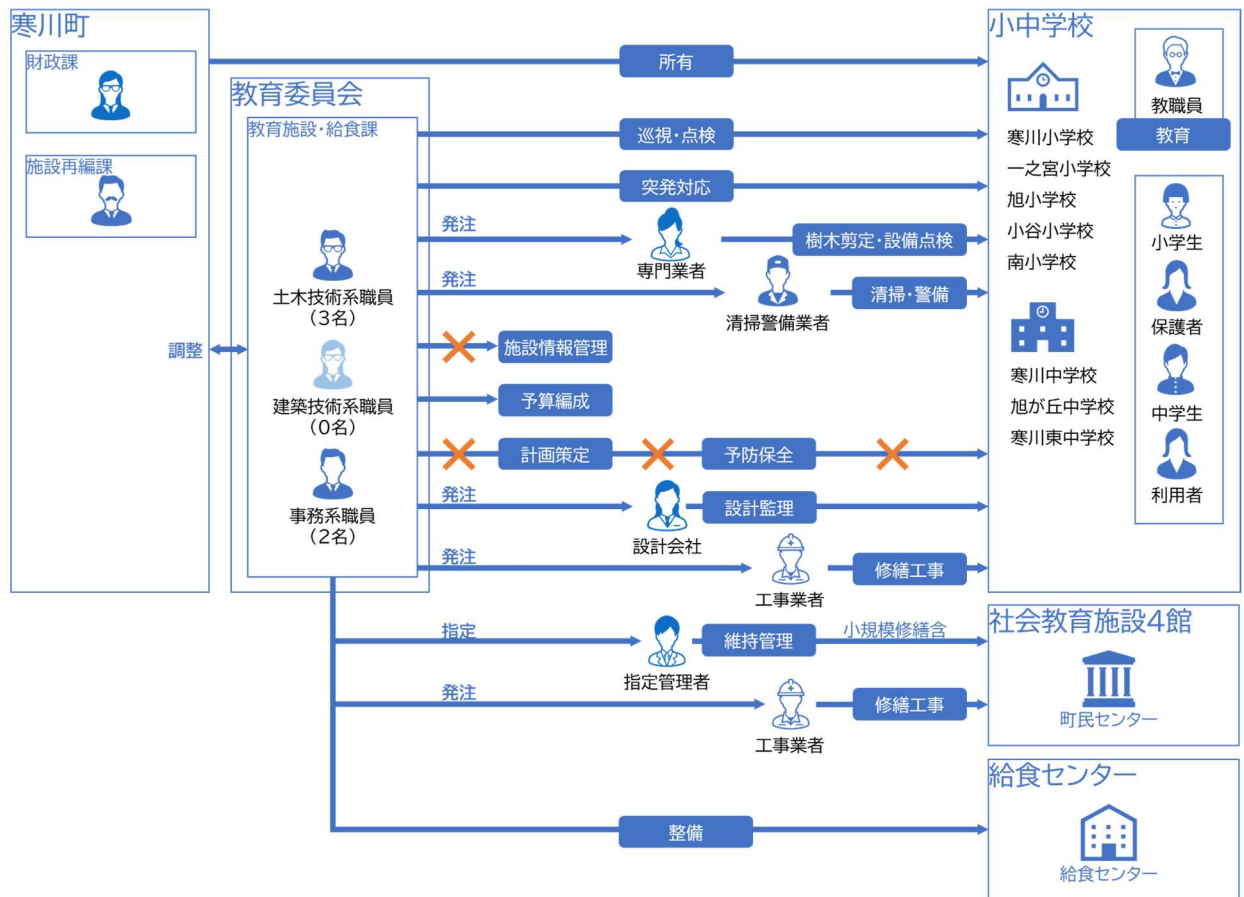 寒川町
財政課
施設再編課
調整
教育委員会
教育施設・給食課
土木技術系職員
(3名)
建築技術系職員
(0名)
事務系職員
(2名)
所有
巡視・点検
突発対応
発注
専門業者
樹木剪定・設備点検
発注
清掃警備業者
清掃・警備
施設情報管理
予算編成
計画策定
予防保全
発注
設計会社
設計監理
発注
工事業者
修繕工事
指定
指定管理者
維持管理
小規模修繕含
発注
工事業者
修繕工事
整備
小中学校
寒川小学校
一之宮小学校
旭小学校
小谷小学校
南小学校
寒川中学校
旭が丘中学校
寒川東中学校
教職員
教育
小学生
保護者
中学生
利用者
社会教育施設4館
町民センター
給食センター
給食センター